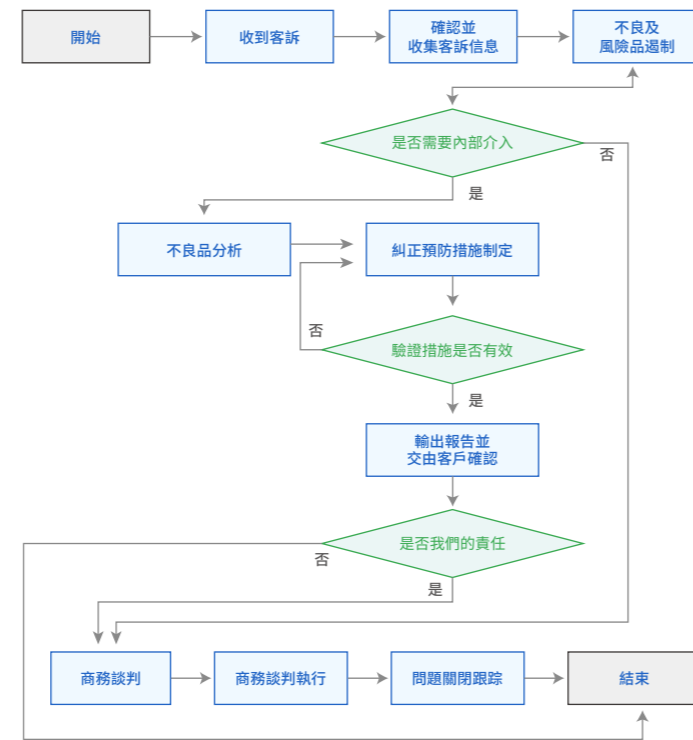 開始
收到客訴
確認並
收集客訴信息
不良及
風險品遏制
是否需要內部介入
否
是
不良品分析
糾正預防措施制定
否
驗證措施是否有效
是
輸出報告並
交由客戶確認
是否我們的責任
否
是
商務談判
商務談判執行
問題關閉跟踪
結束